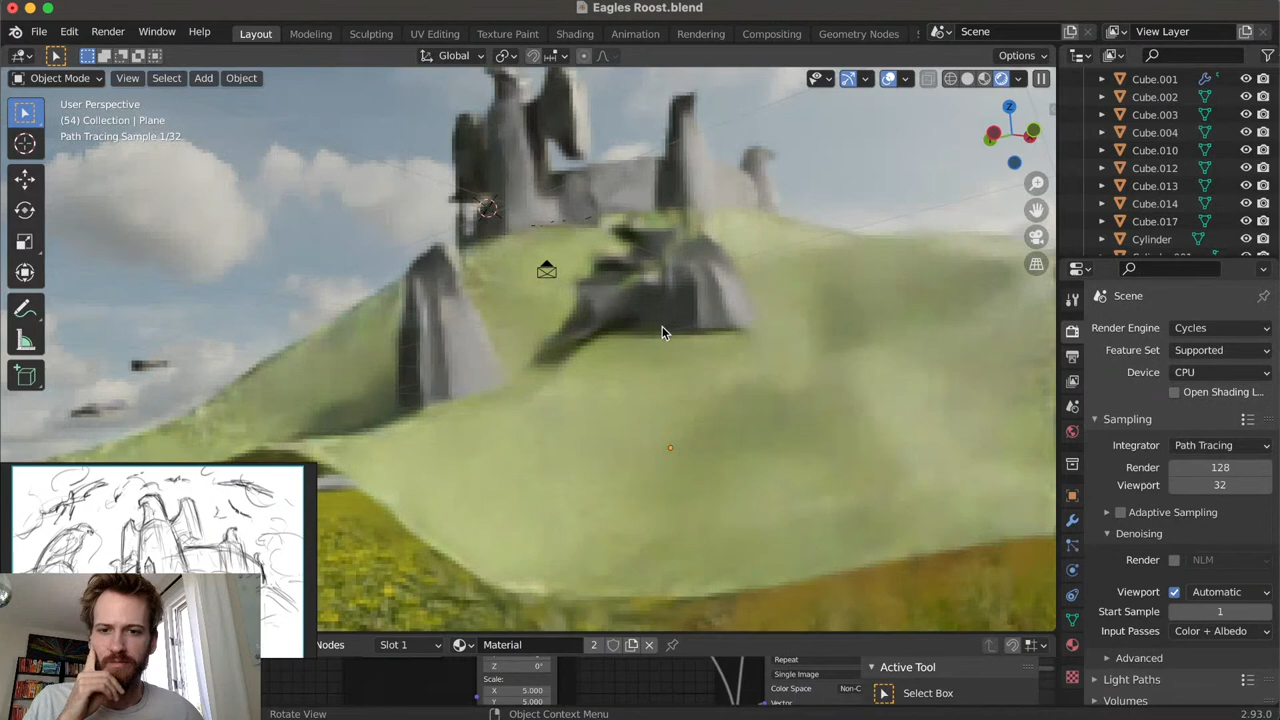 Eagles Roost.blend
File Edit Render Window Help
Layout Modeling Sculpting UV Editing Texture Paint Shading Animation Rendering Compositing Geometry Nodes
Scene
View Layer
Global
Options
Object Mode View Select Add Object
User Perspective
(54) Collection | Plane
Path Tracing Sample 1/32
Z
Cube.001
Cube.002
Cube.003
Cube.004
Cube.010
Cube.012
Cube.013
Cube.014
Cube.017
Cylinder
Scene
Render Engine Cycles
Feature Set Supported
Device CPU
Open Shading L...
Sampling
Integrator Path Tracing
Render 128
Viewport 32
Adaptive Sampling
Denoising
Render NLM
Viewport Automatic
Start Sample 1
Input Passes Color + Albedo
Advanced
Light Paths
Volumes
Nodes Slot 1 Material 2
Z 0°
Scale:
X 5.000
Y 5.000
Repeat
Single Image
Color Space Non-C
Vector
Active Tool
Select Box
Rotate View
Object Context Menu
2.93.0